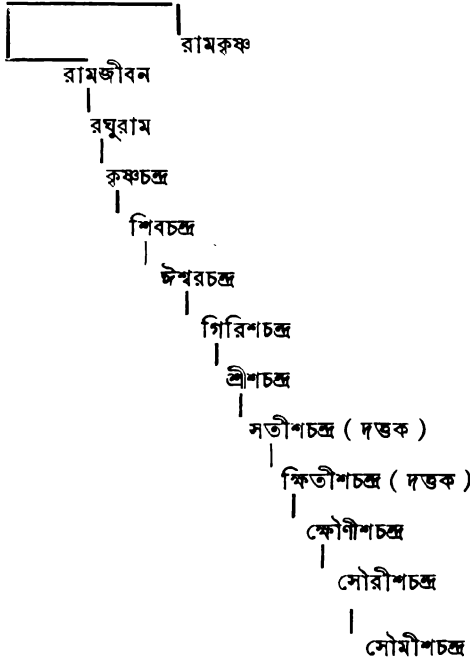 রামকৃষ্ণ
রামজীবন
রঘুরাম
কৃষ্ণচন্দ্র
শিবচন্দ্র
ঈশ্বরচন্দ্র
গিরিশচন্দ্র
শ্রীশচন্দ্র
সতীশচন্দ্র ( দত্তক )
ক্ষিতীশচন্দ্র ( দত্তক )
ক্ষৌণীশচন্দ্র
সৌরীশচন্দ্র
সৌমীশচন্দ্র